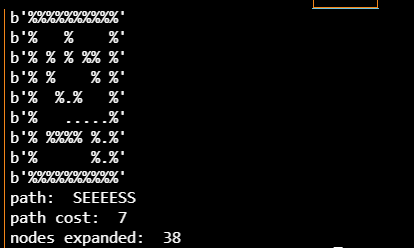 b'%%%%%%%%%%'
b'%   %    %'
b'% % % %% %'
b'% %    % %'
b'%  %.%   %'
b'%   .....%'
b'% %%%% %.%'
b'%      %.%'
b'%%%%%%%%%%'
path:  SEEEESS
path cost:  7
nodes expanded:  38